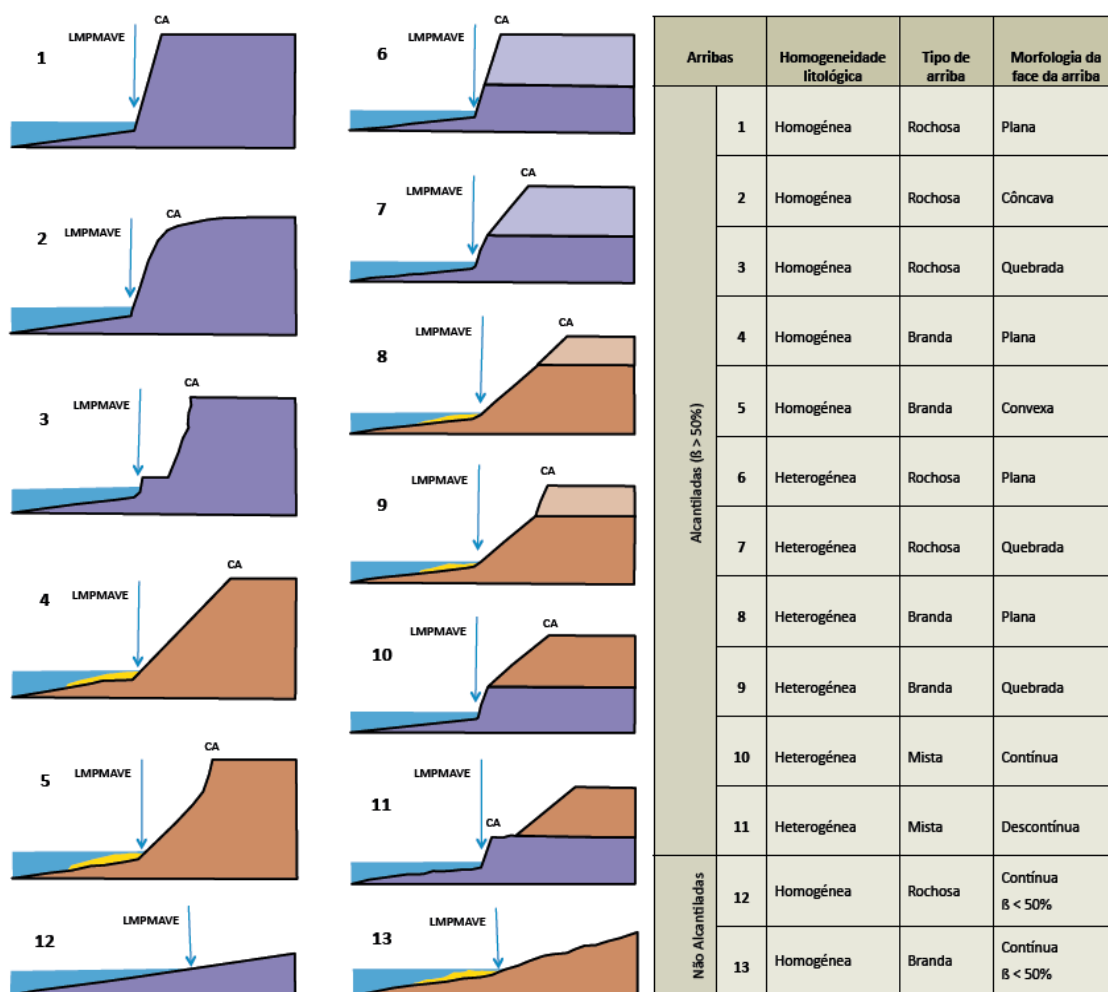 1
LMPMAVE
CA
2
LMPMAVE
CA
3
LMPMAVE
CA
4
LMPMAVE
CA
5
LMPMAVE
CA
12
LMPMAVE
6
LMPMAVE
CA
7
LMPMAVE
CA
8
LMPMAVE
CA
9
LMPMAVE
CA
10
LMPMAVE
CA
11
LMPMAVE
CA
13
LMPMAVE
Arribas
Homogeneidade
litológica
Tipo de
arriba
Morfologia da
face da arriba
Alcantiladas (ß > 50%)
1 Homogénea Rochosa Plana
2 Homogénea Rochosa Côncava
3 Homogénea Rochosa Quebrada
4 Homogénea Branda Plana
5 Homogénea Branda Convexa
6 Heterogénea Rochosa Plana
7 Heterogénea Rochosa Quebrada
8 Heterogénea Branda Plana
9 Heterogénea Branda Quebrada
10 Heterogénea Mista Contínua
11 Heterogénea Mista Descontínua
Não Alcantiladas
12 Homogénea Rochosa Contínua
ß < 50%
13 Homogénea Branda Contínua
ß < 50%